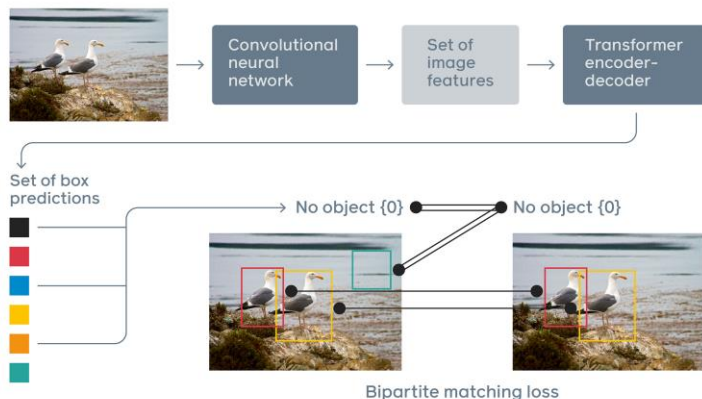 Convolutional
neural
network
Set of
image
features
Transformer
encoder-
decoder
Set of box
predictions
No object {0}
No object {0}
Bipartite matching loss